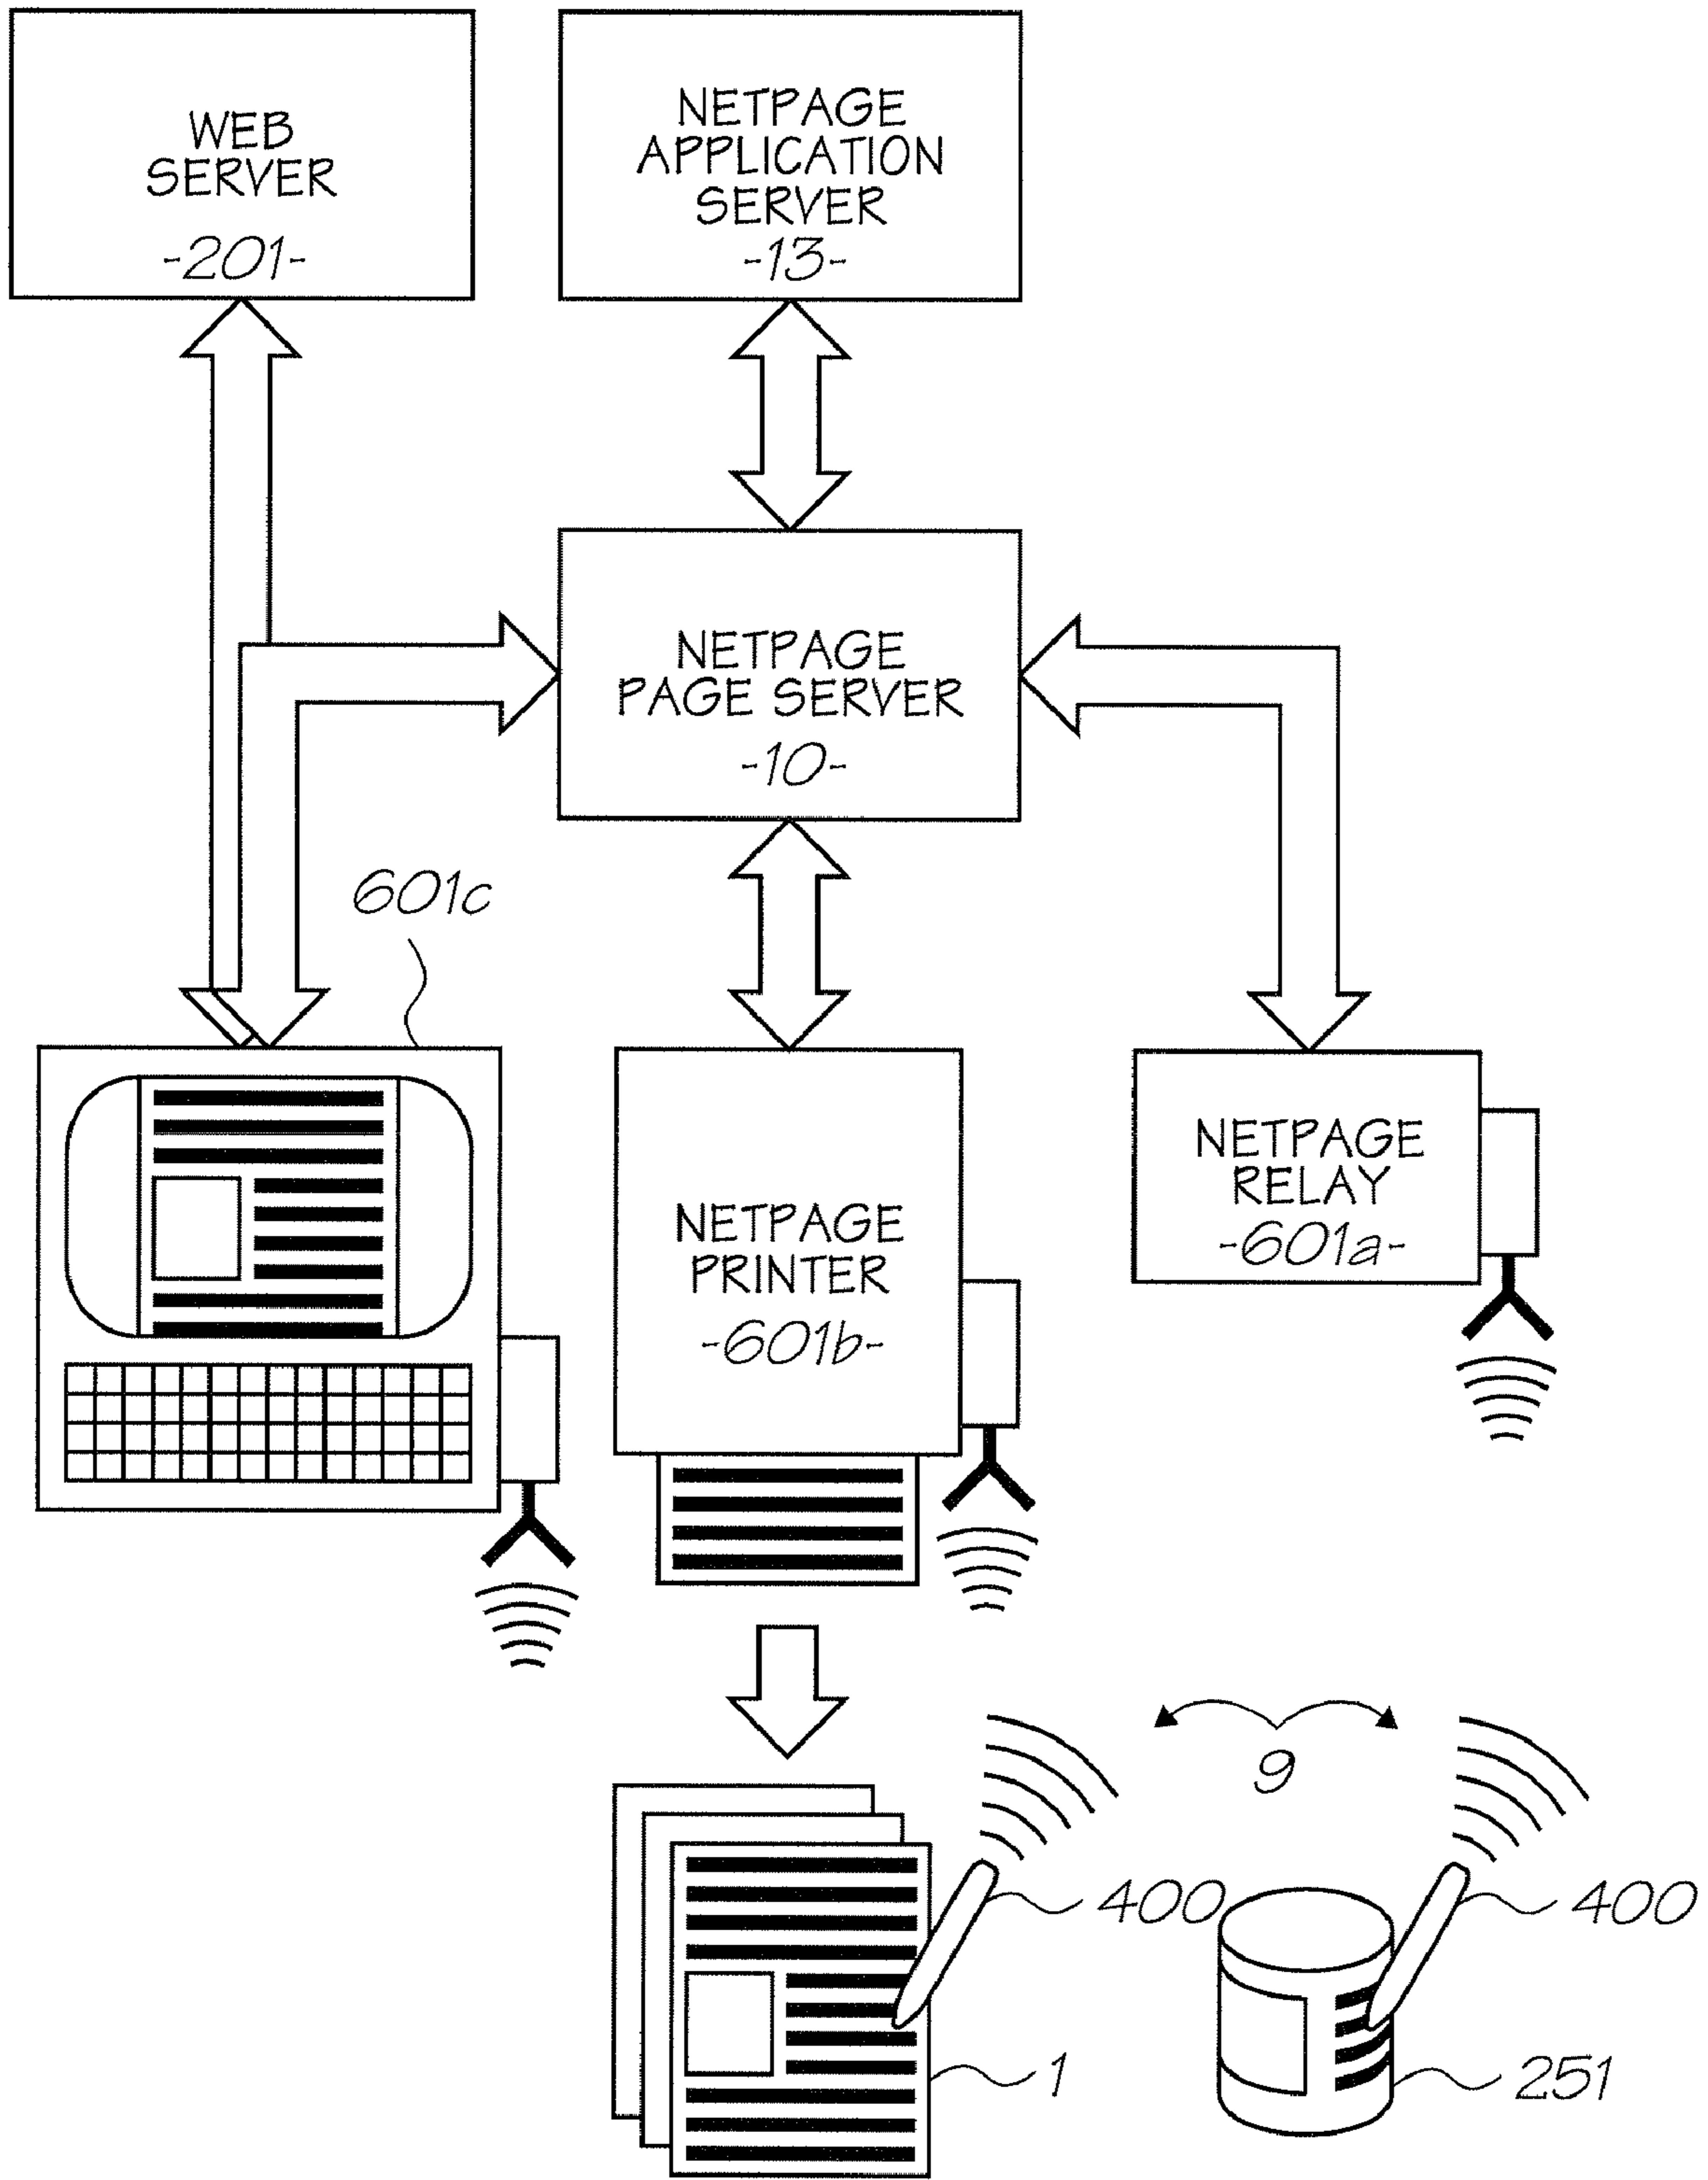 WEB
SERVER
-201-
NETPAGE
APPLICATION
SERVER
-13-
NETPAGE
PAGE SERVER
-10-
601c
NETPAGE
PRINTER
-601b-
NETPAGE
RELAY
-601a-
9
400
400
1
251